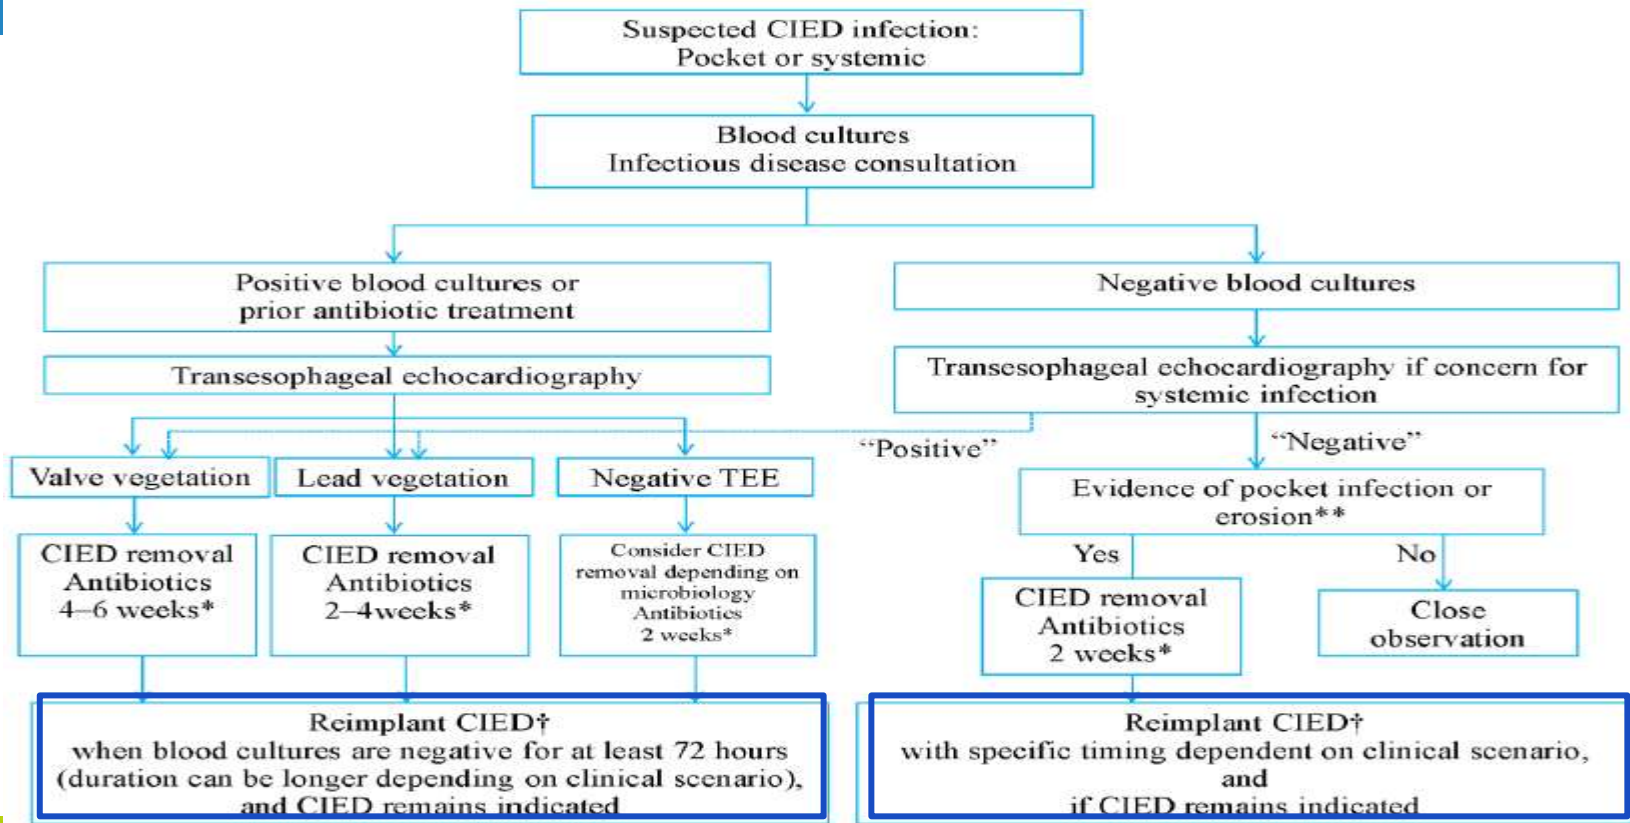 Suspected CIED infection:
Pocket or systemic
Blood cultures
Infectious disease consultation
Positive blood cultures or
prior antibiotic treatment
Negative blood cultures
Transesophageal echocardiography
Transesophageal echocardiography if concern for
systemic infection
"Positive"
"Negative"
Valve vegetation
Lead vegetation
Negative TEE
Evidence of pocket infection or
erosion**
Yes
No
CIED removal
Antibiotics
4–6 weeks*
CIED removal
Antibiotics
2–4weeks*
Consider CIED
removal depending on
microbiology
Antibiotics
2 weeks*
CIED removal
Antibiotics
2 weeks*
Close
observation
Reimplant CIED†
when blood cultures are negative for at least 72 hours
(duration can be longer depending on clinical scenario),
and CIED remains indicated
Reimplant CIED†
with specific timing dependent on clinical scenario,
and
if CIED remains indicated